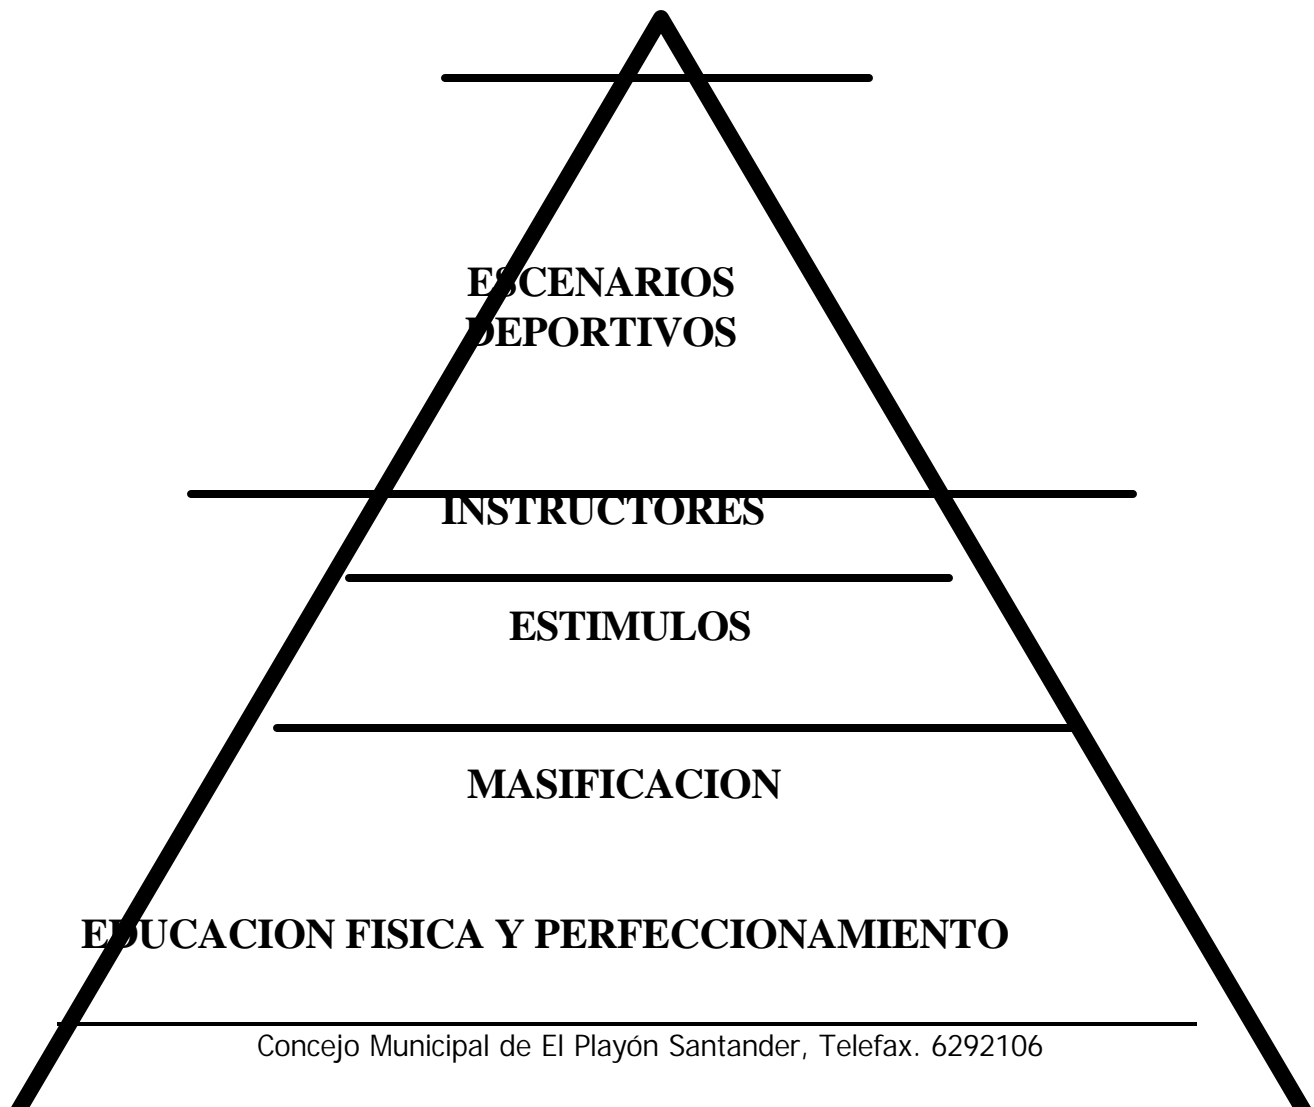 ESCENARIOS
DEPORTIVOS
INSTRUCTORES
ESTIMULOS
MASIFICACION
EDUCACION FISICA Y PERFECCIONAMIENTO
Concejo Municipal de El Playón Santander, Telefax. 6292106